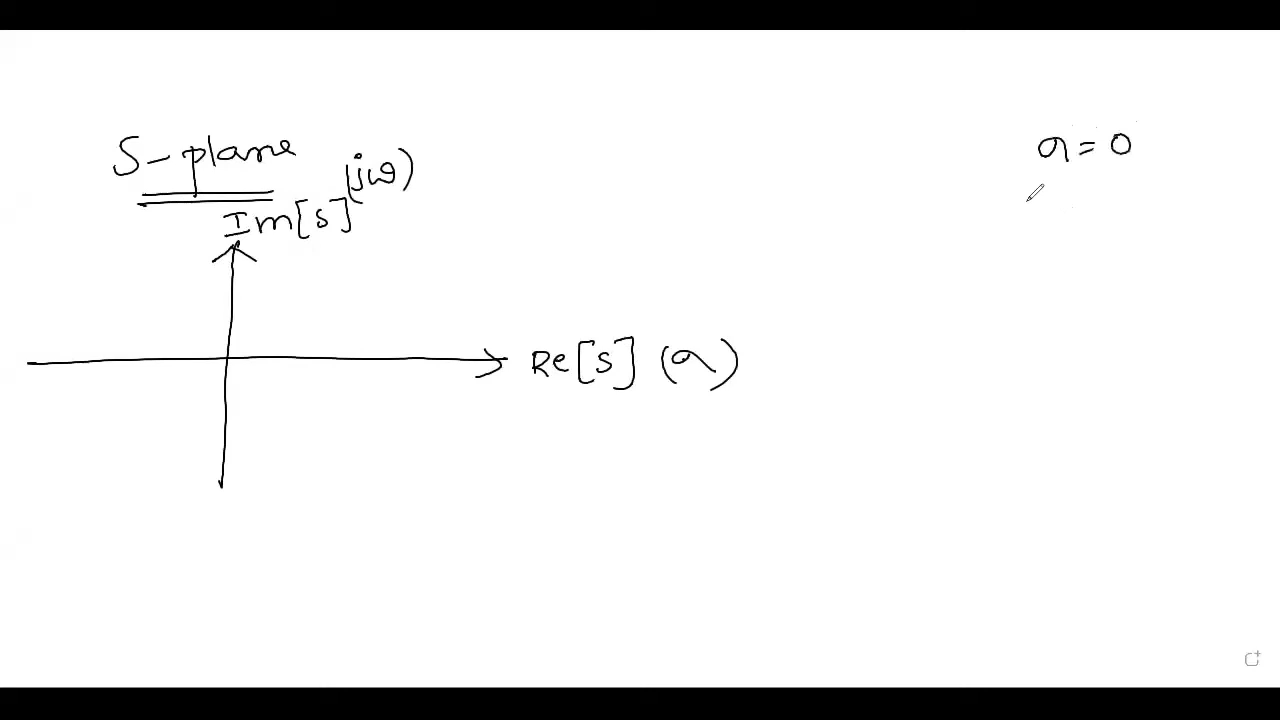 S-plane
(jω)
Im[s]
Re[s] (σ)
σ = 0